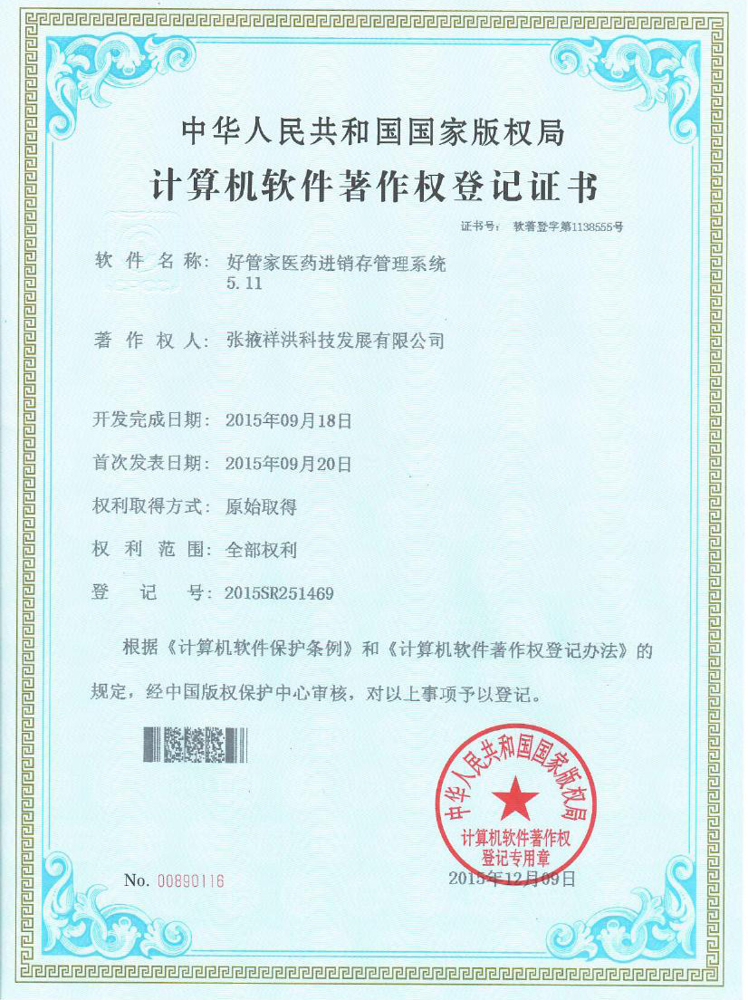 中华人民共和国国家版权局
计算机软件著作权登记证书
证书号： 软著登字第1138555号
软件名称： 好管家医药进销存管理系统
5.11
著作权人： 张掖祥洪科技发展有限公司
开发完成日期： 2015年09月18日
首次发表日期： 2015年09月20日
权利取得方式： 原始取得
权利范围： 全部权利
登记号： 2015SR251469
根据《计算机软件保护条例》和《计算机软件著作权登记办法》的
规定，经中国版权保护中心审核，对以上事项予以登记。
中华人民共和国国家版权局
计算机软件著作权
登记专用章
2015年12月09日
No. 00890116